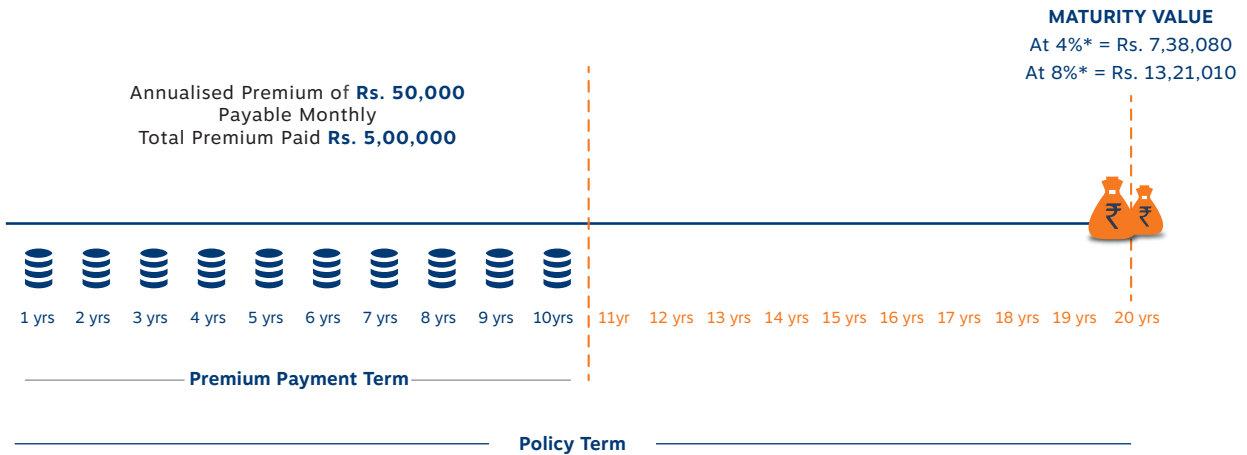 MATURITY VALUE
At 4%* = Rs. 7,38,080
At 8%* = Rs. 13,21,010
Annualised Premium of Rs. 50,000
Payable Monthly
Total Premium Paid Rs. 5,00,000
₹ ₹
1 yrs 2 yrs 3 yrs 4 yrs 5 yrs 6 yrs 7 yrs 8 yrs 9 yrs 10yrs 11yr 12 yrs 13 yrs 14 yrs 15 yrs 16 yrs 17 yrs 18 yrs 19 yrs 20 yrs
Premium Payment Term
Policy Term